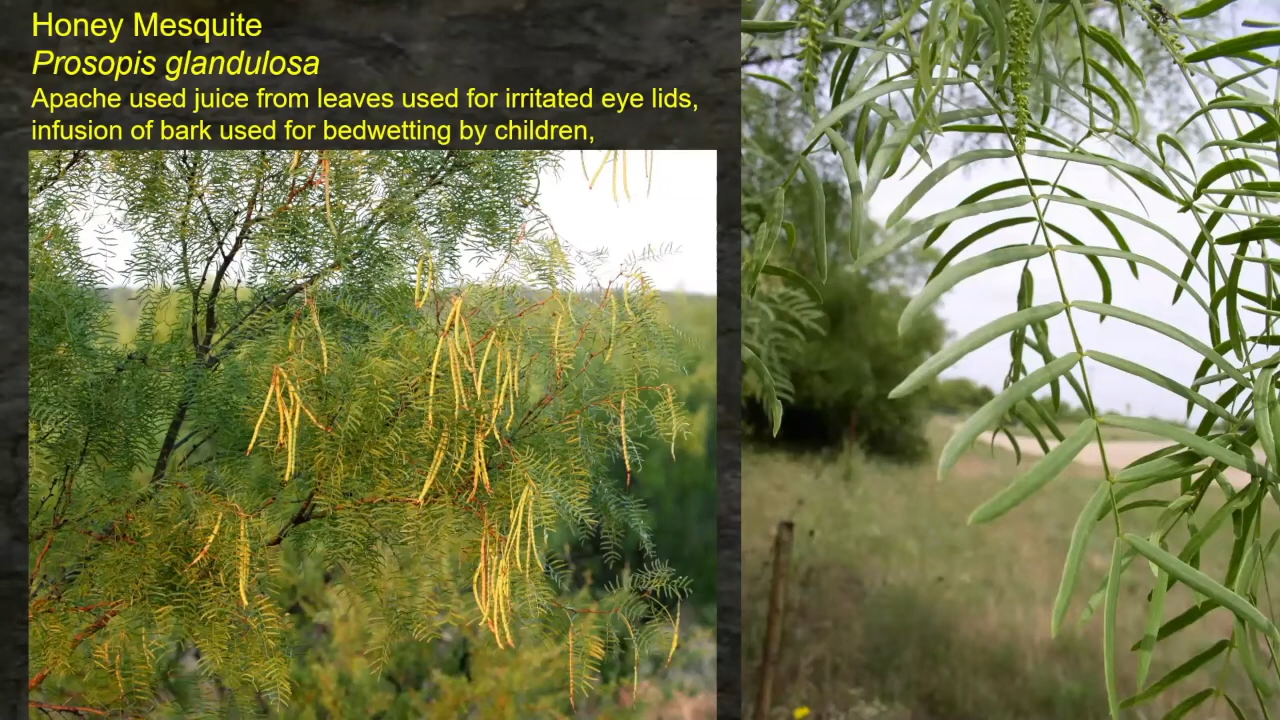 Honey Mesquite
Prosopis glandulosa
Apache used juice from leaves used for irritated eye lids,
infusion of bark used for bedwetting by children,